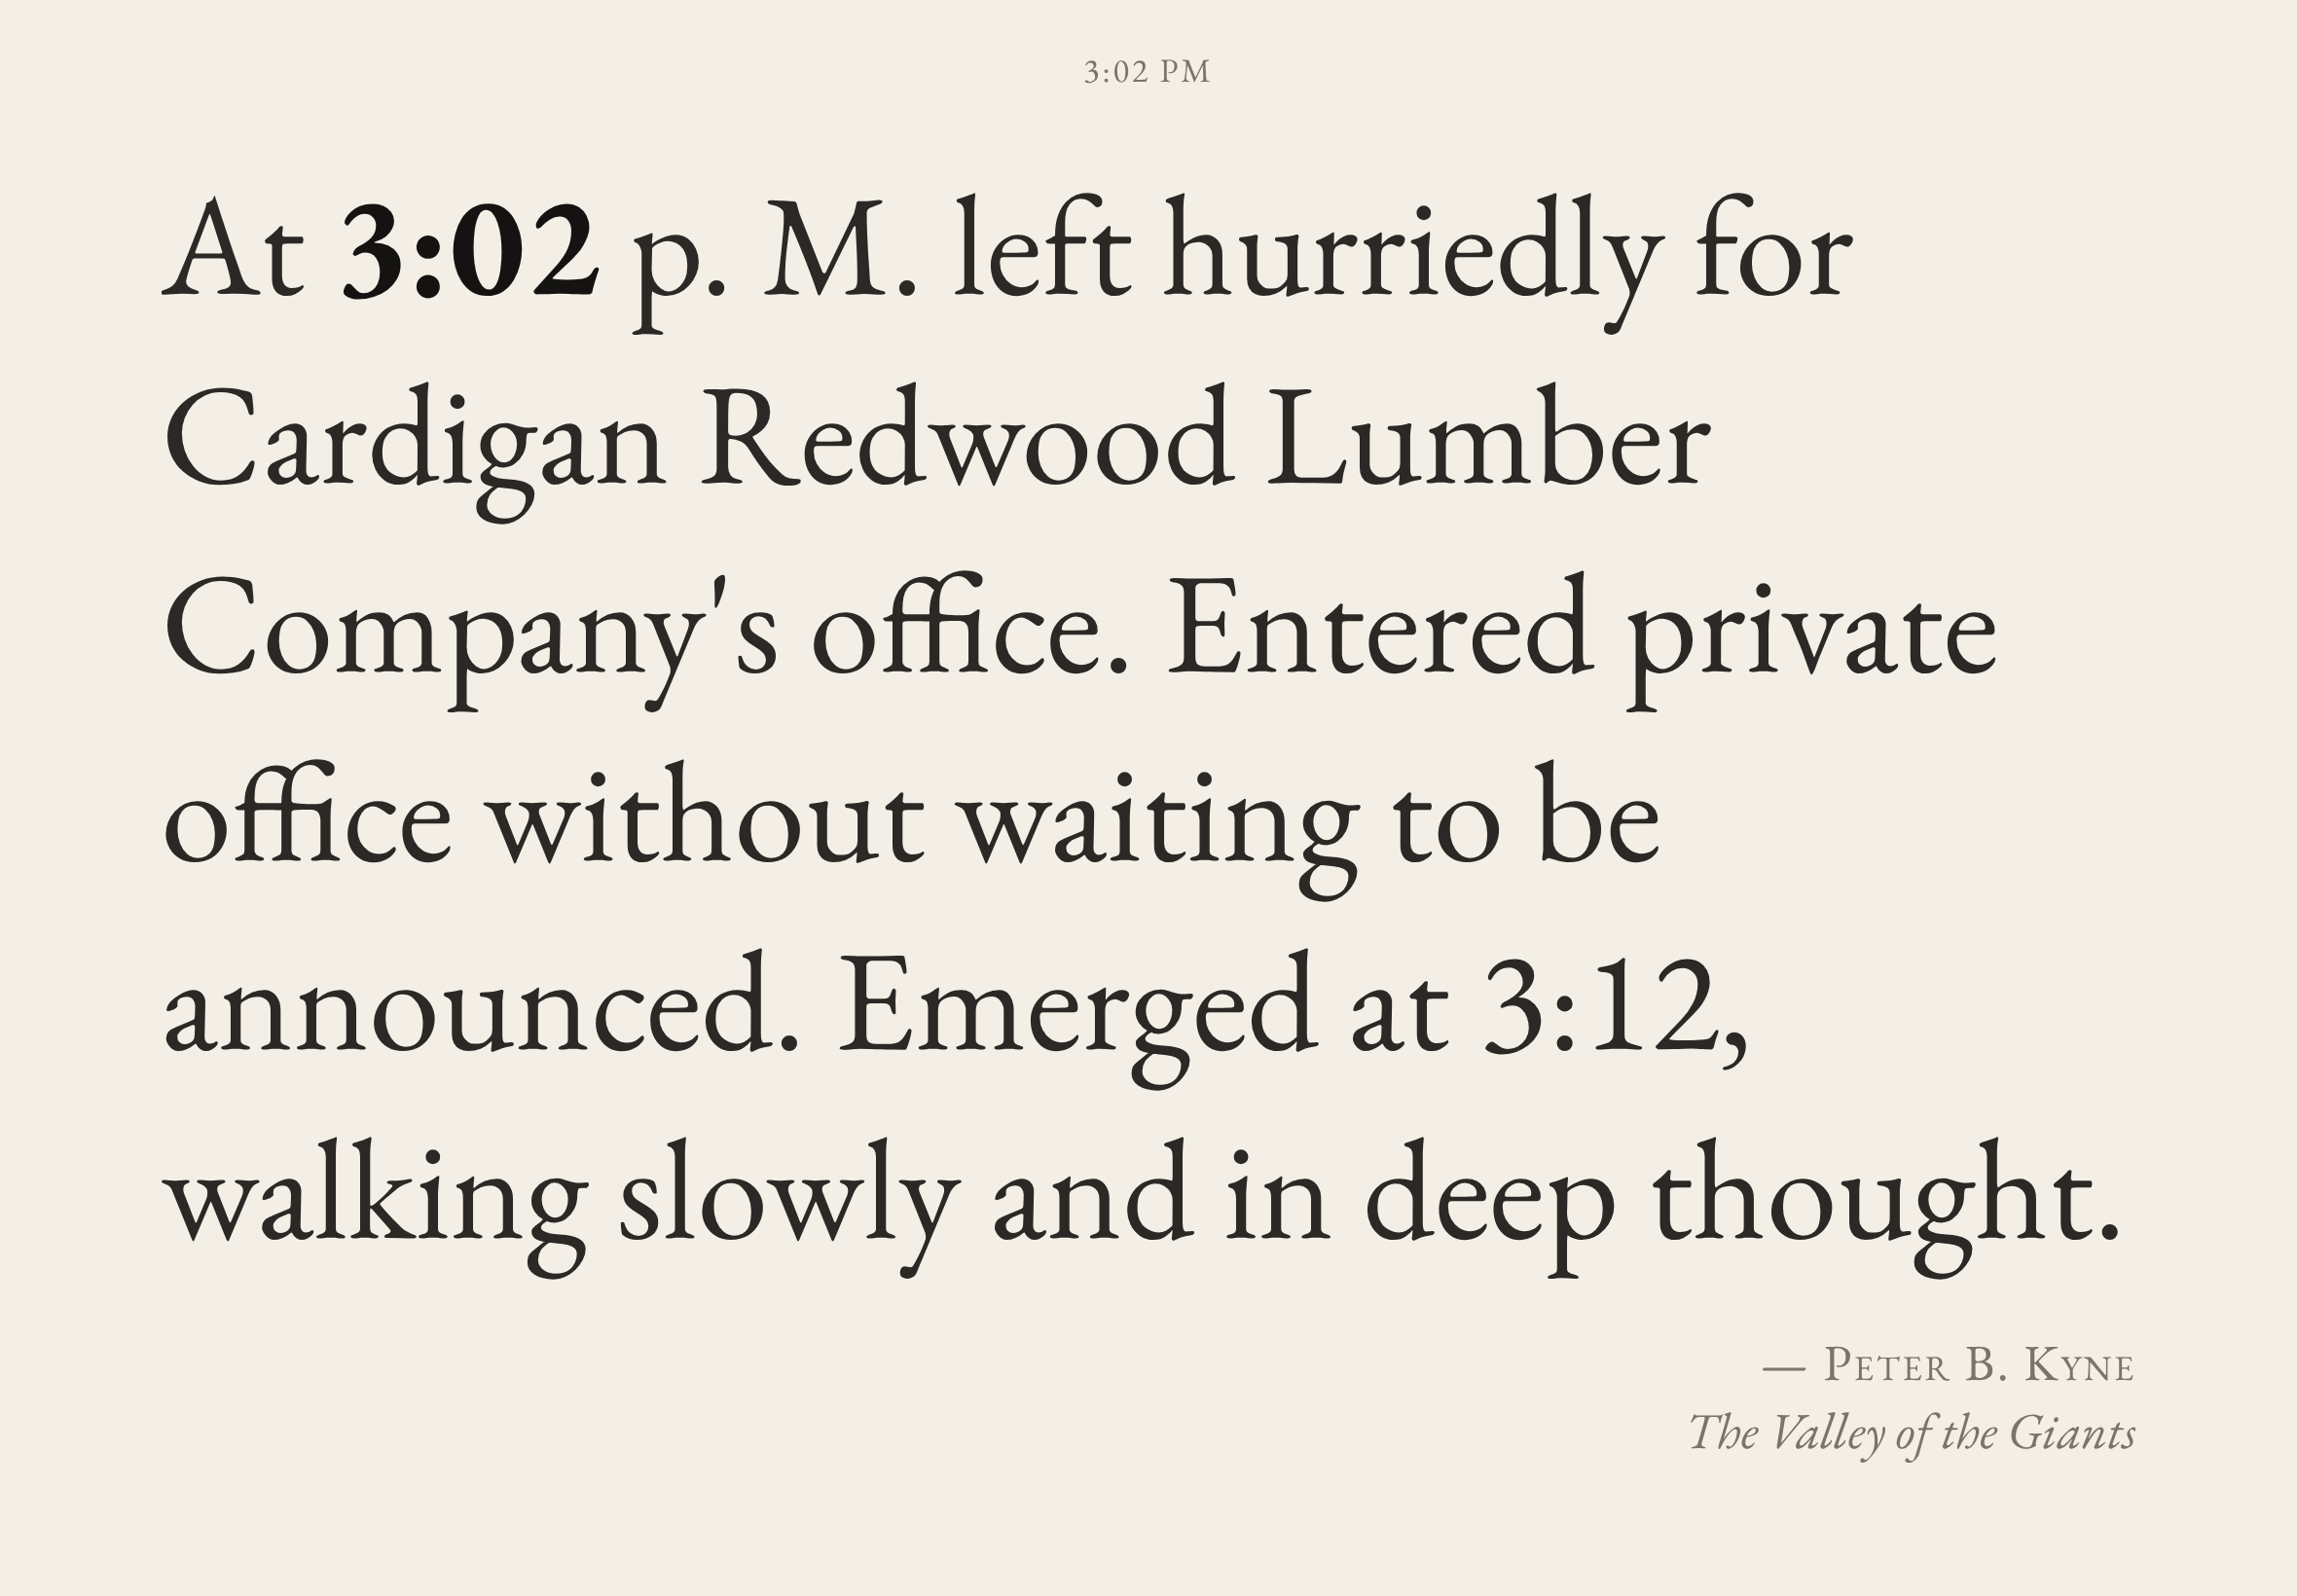 3:02 PM
At 3:02 p. M. left hurriedly for
Cardigan Redwood Lumber
Company's office. Entered private
office without waiting to be
announced. Emerged at 3:12,
walking slowly and in deep thought.
— Peter B. Kyne
The Valley of the Giants